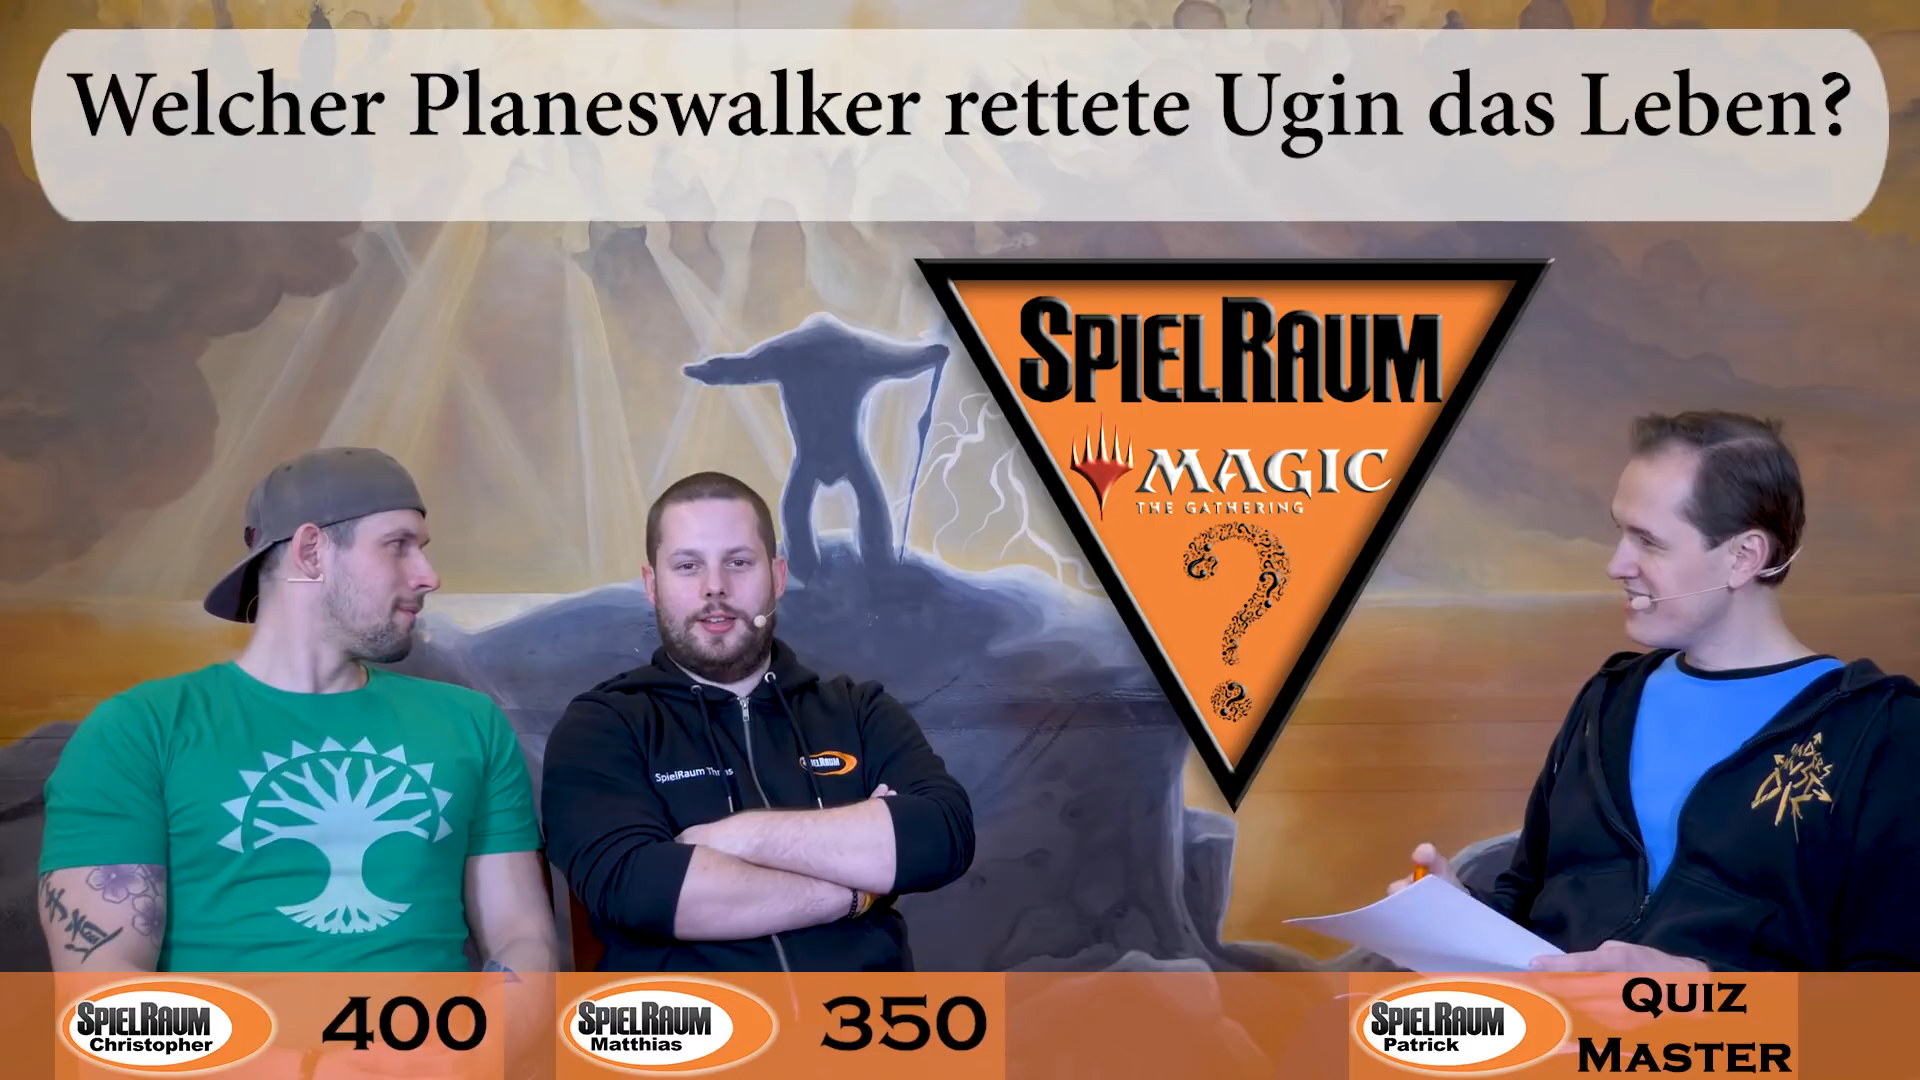 Welcher Planeswalker rettete Ugin das Leben?
SPIELRAUM
MAGIC
THE GATHERING
?
SpielRaum
SPIELRAUM
SPIELRAUM
Christopher
400
SPIELRAUM
Matthias
350
SPIELRAUM
Patrick
QUIZ
MASTER